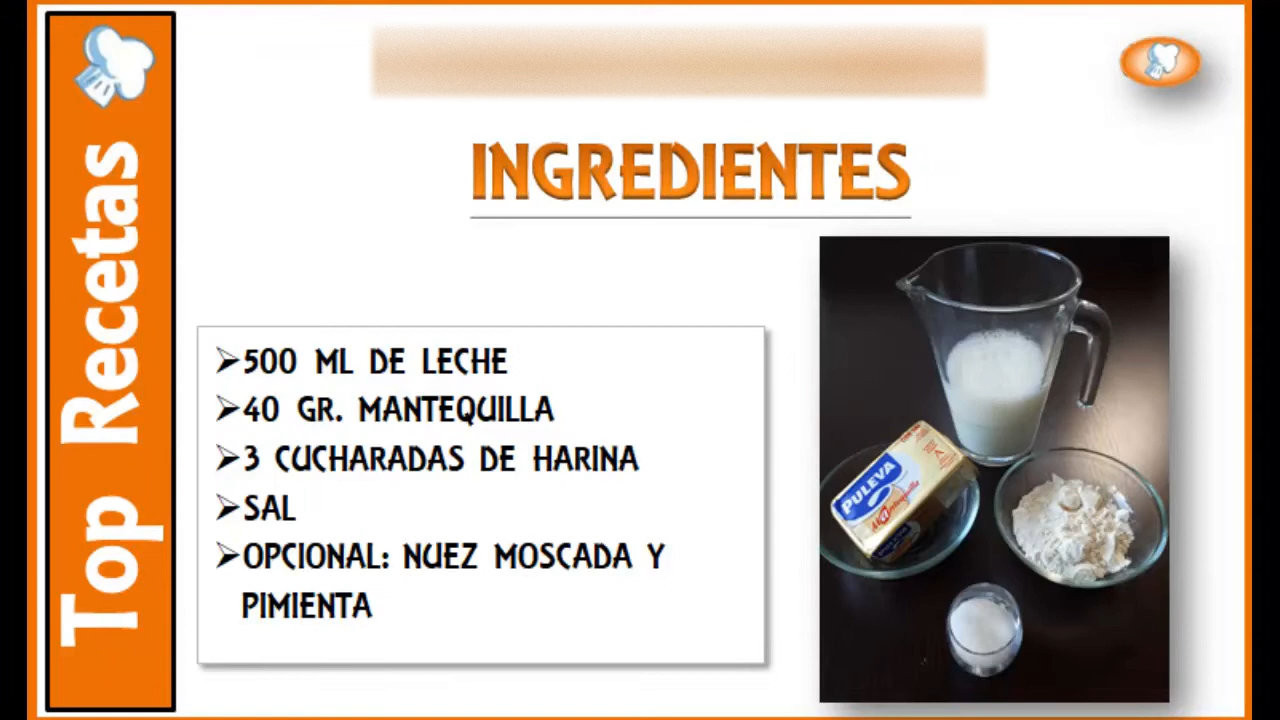 Top Recetas
INGREDIENTES
➢500 ML DE LECHE
➢40 GR. MANTEQUILLA
➢3 CUCHARADAS DE HARINA
➢SAL
➢OPCIONAL: NUEZ MOSCADA Y
PIMIENTA
PULEVA
Mantequilla